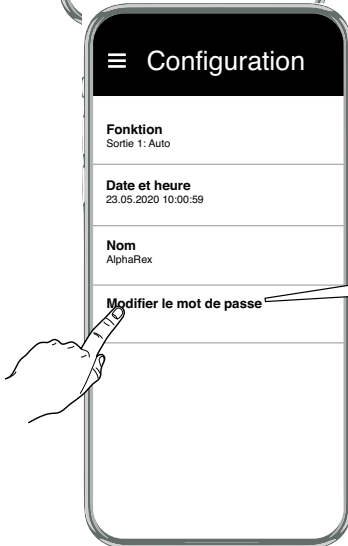 Configuration
Fonktion
Sortie 1: Auto
Date et heure
23.05.2020 10:00:59
Nom
AlphaRex
Modifier le mot de passe